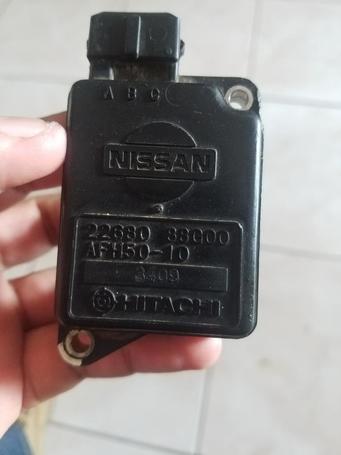 C B A
NISSAN
22680 88G00
AFH50-10
3409
HITACHI